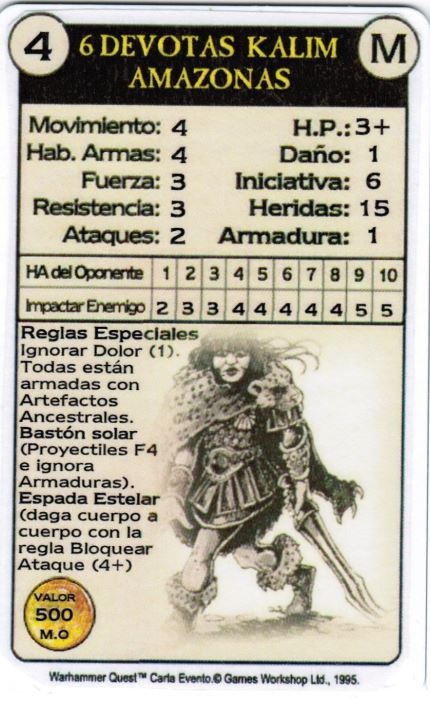 4
6 DEVOTAS KALIM
AMAZONAS
M
Movimiento: 4
H.P.: 3+
Hab. Armas: 4
Daño: 1
Fuerza: 3
Iniciativa: 6
Resistencia: 3
Heridas: 15
Ataques: 2
Armadura: 1
HA del Oponente 1 2 3 4 5 6 7 8 9 10
Impactar Enemigo 2 3 3 4 4 4 4 4 5 5
Reglas Especiales
Ignorar Dolor (1).
Todas están
armadas con
Artefactos
Ancestrales.
Bastón solar
(Proyectiles F4
e ignora
Armaduras).
Espada Estelar
(daga cuerpo a
cuerpo con la
regla Bloquear
Ataque (4+)
VALOR
500
M.O
Warhammer Quest™ Carta Evento.© Games Workshop Ltd., 1995.